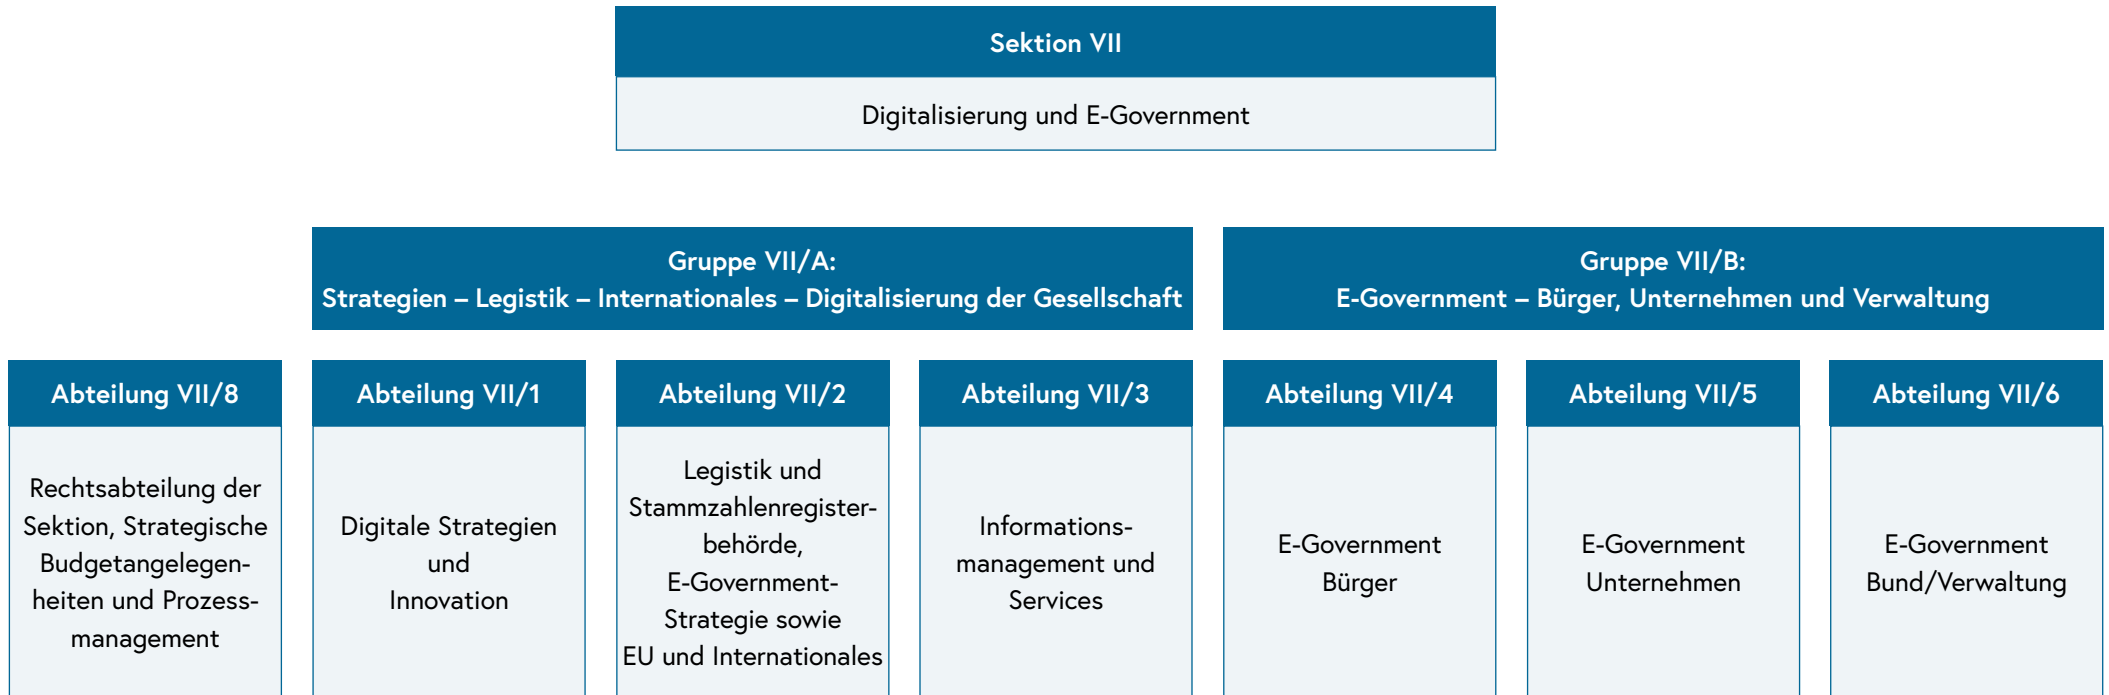 Sektion VII
Digitalisierung und E-Government
Gruppe VII/A:
Strategien – Legistik – Internationales – Digitalisierung der Gesellschaft
Gruppe VII/B:
E-Government – Bürger, Unternehmen und Verwaltung
Abteilung VII/8
Rechtsabteilung der
Sektion, Strategische
Budgetangelegen-
heiten und Prozess-
management
Abteilung VII/1
Digitale Strategien
und
Innovation
Abteilung VII/2
Legistik und
Stammzahlenregister-
behörde,
E-Government-
Strategie sowie
EU und Internationales
Abteilung VII/3
Informations-
management und
Services
Abteilung VII/4
E-Government
Bürger
Abteilung VII/5
E-Government
Unternehmen
Abteilung VII/6
E-Government
Bund/Verwaltung